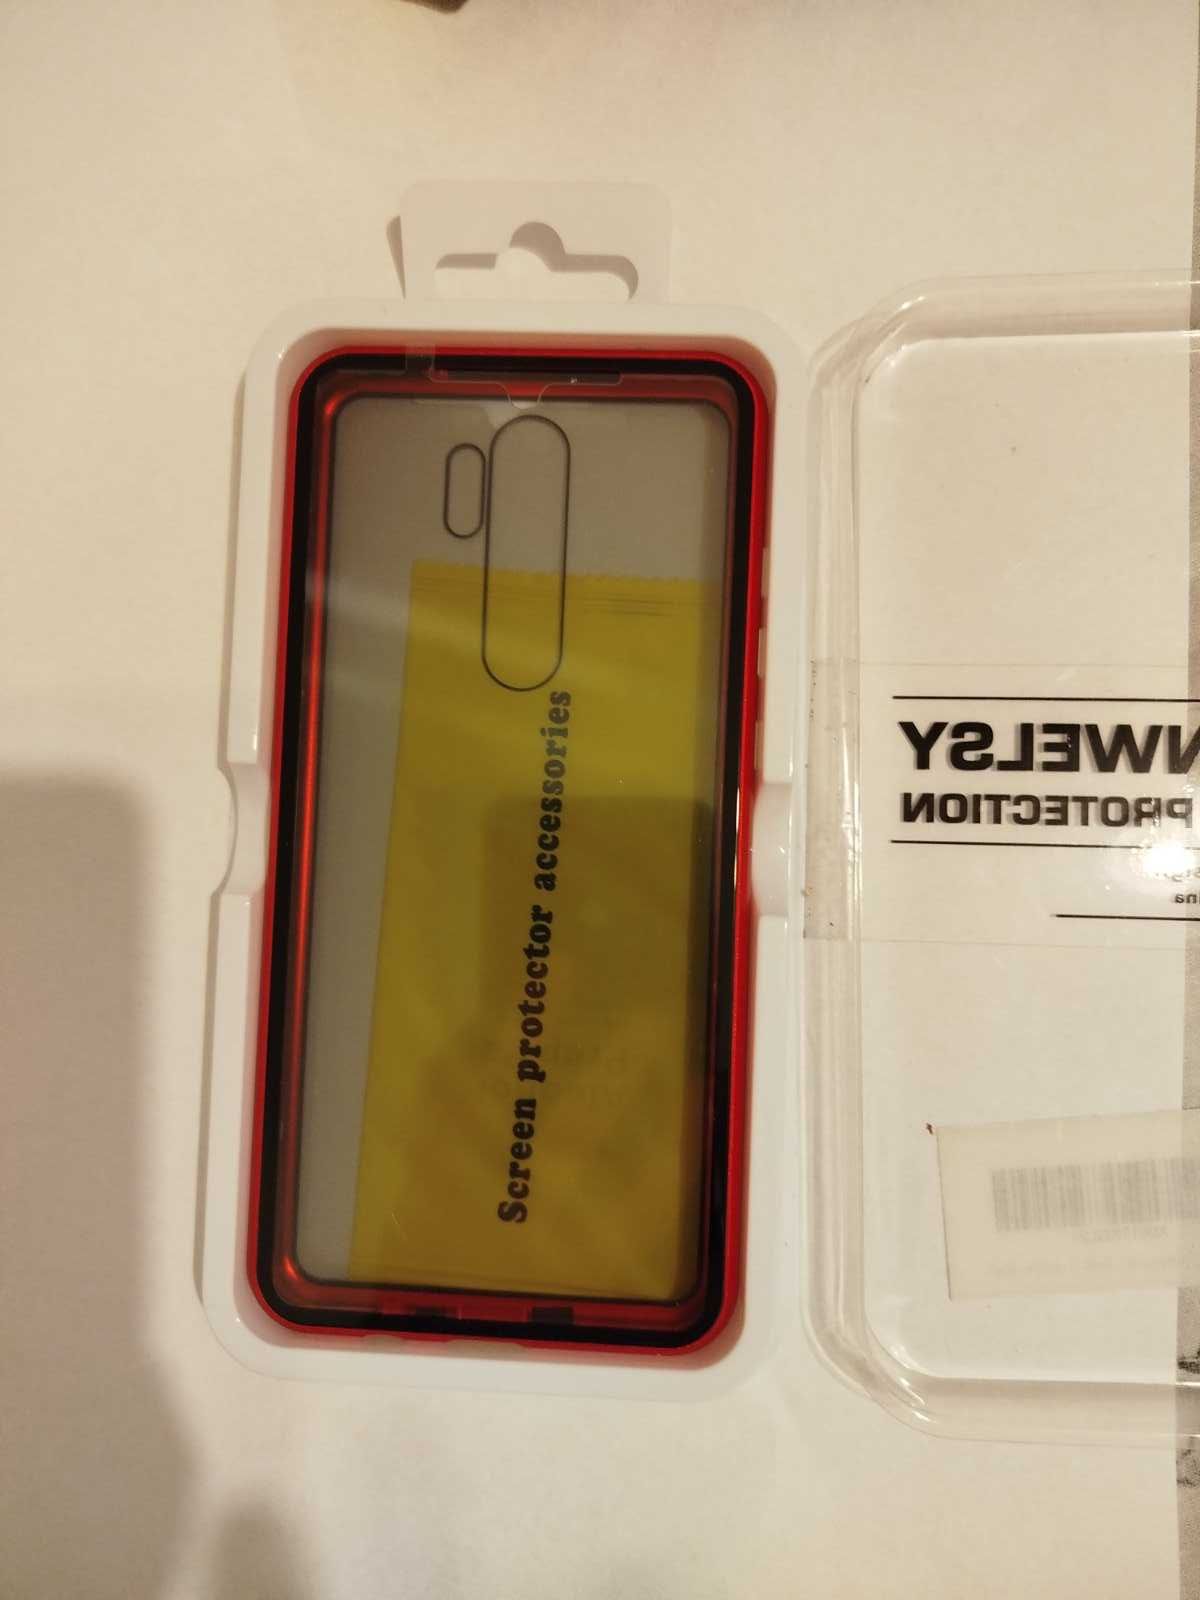 Screen protector accessories
NWELSY
PROTECTION